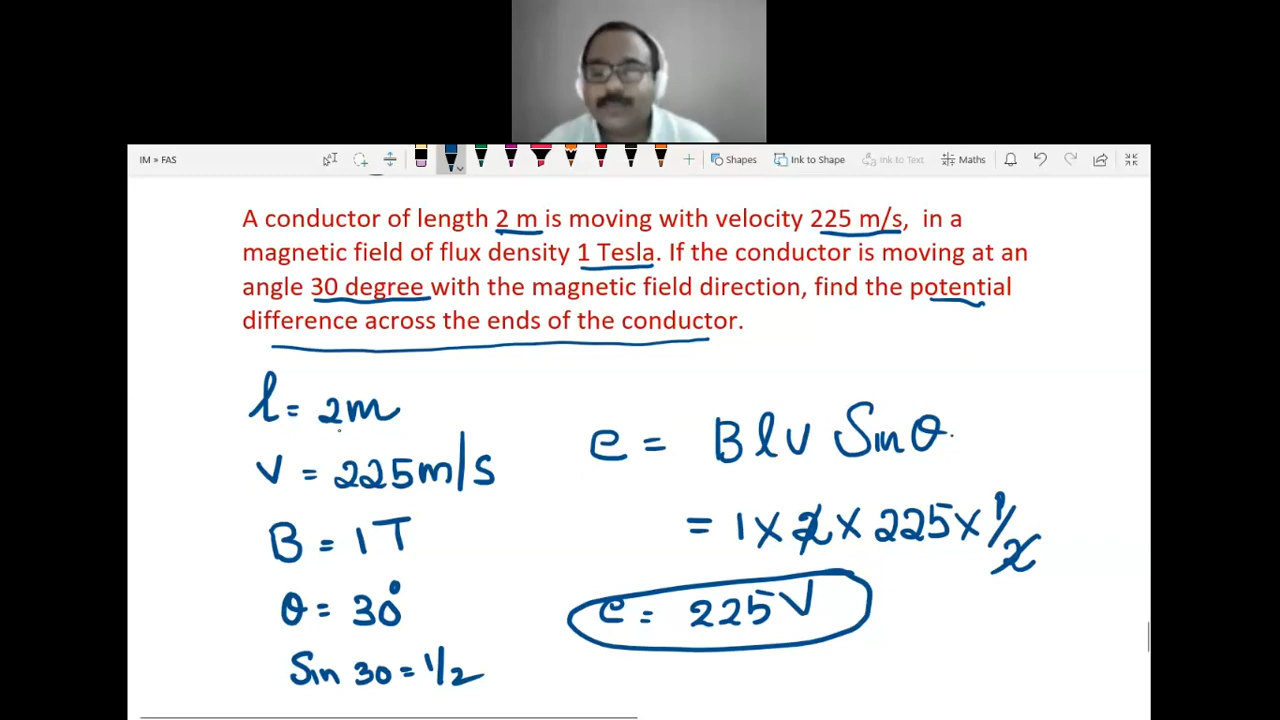 IM » FAS
Shapes
Ink to Shape
Ink to Text
Maths
A conductor of length 2 m is moving with velocity 225 m/s, in a
magnetic field of flux density 1 Tesla. If the conductor is moving at an
angle 30 degree with the magnetic field direction, find the potential
difference across the ends of the conductor.
l = 2m
v = 225m/s
B = 1T
θ = 30°
Sin 30 = 1/2
e = Blv Sinθ
= 1 x 2 x 225 x 1/2
e = 225V